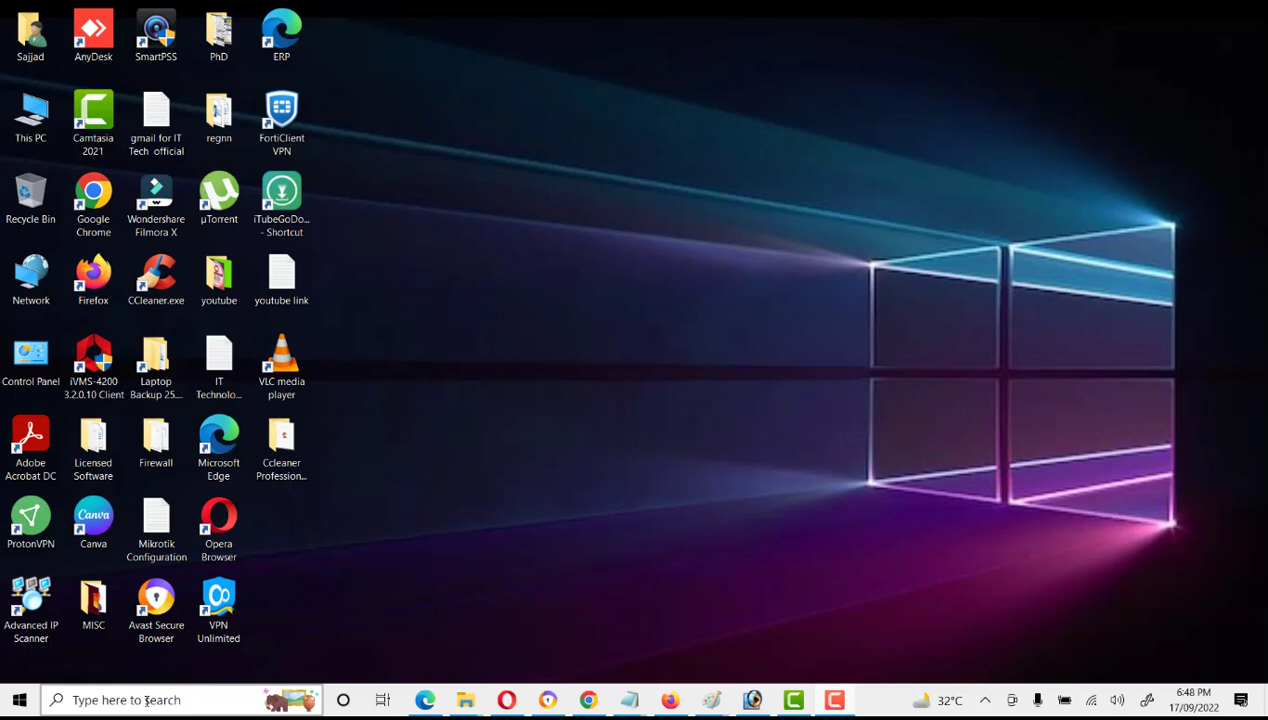 Sajjad
AnyDesk
SmartPSS
PhD
ERP
This PC
Camtasia
2021
gmail for IT
Tech official
regnn
FortiClient
VPN
Recycle Bin
Google
Chrome
Wondershare
Filmora X
µTorrent
iTubeGoDo...
- Shortcut
Network
Firefox
CCleaner.exe
youtube
youtube link
Control Panel
iVMS-4200
3.2.0.10 Client
Laptop
Backup 25....
IT
Technolo...
VLC media
player
Adobe
Acrobat DC
Licensed
Software
Firewall
Microsoft
Edge
Ccleaner
Profession...
ProtonVPN
Canva
Canva
Mikrotik
Configuration
Opera
Browser
Advanced IP
Scanner
MISC
Avast Secure
Browser
VPN
Unlimited
Type here to search
32°C
6:48 PM
17/09/2022